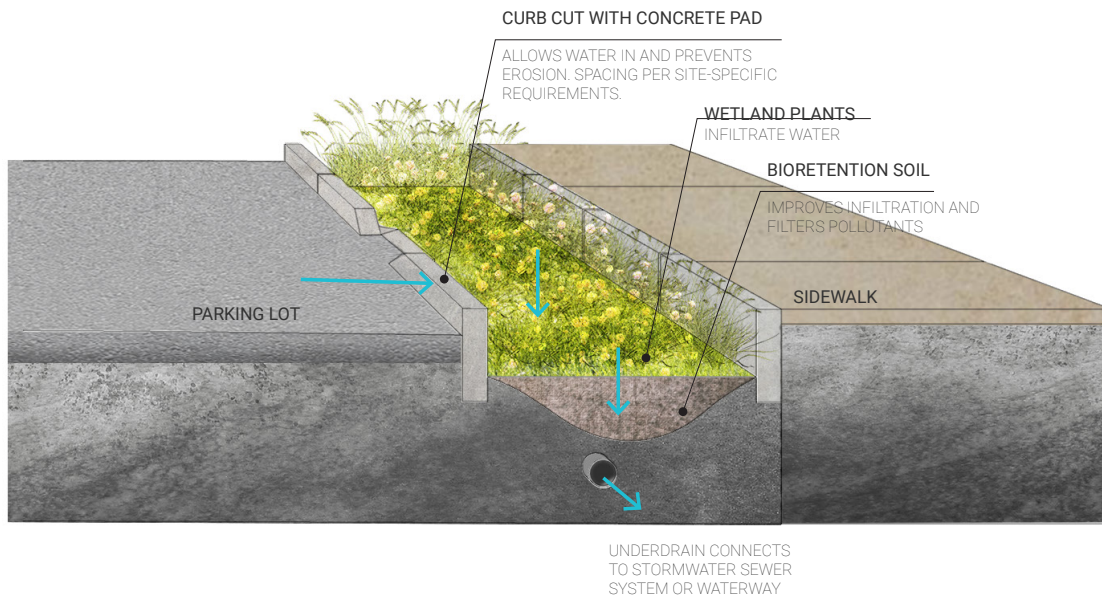 CURB CUT WITH CONCRETE PAD
ALLOWS WATER IN AND PREVENTS
EROSION. SPACING PER SITE-SPECIFIC
REQUIREMENTS.
WETLAND PLANTS
INFILTRATE WATER
BIORETENTION SOIL
IMPROVES INFILTRATION AND
FILTERS POLLUTANTS
SIDEWALK
PARKING LOT
UNDERDRAIN CONNECTS
TO STORMWATER SEWER
SYSTEM OR WATERWAY